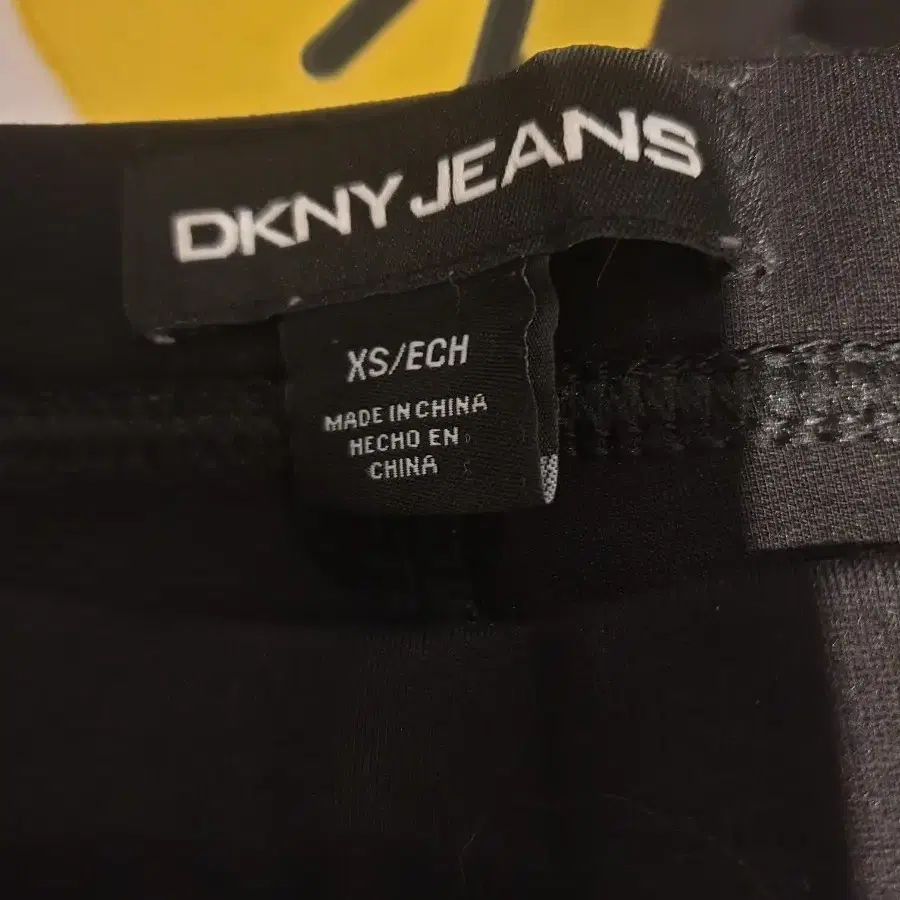 DKNY JEANS
XS/ECH
MADE IN CHINA
HECHO EN
CHINA